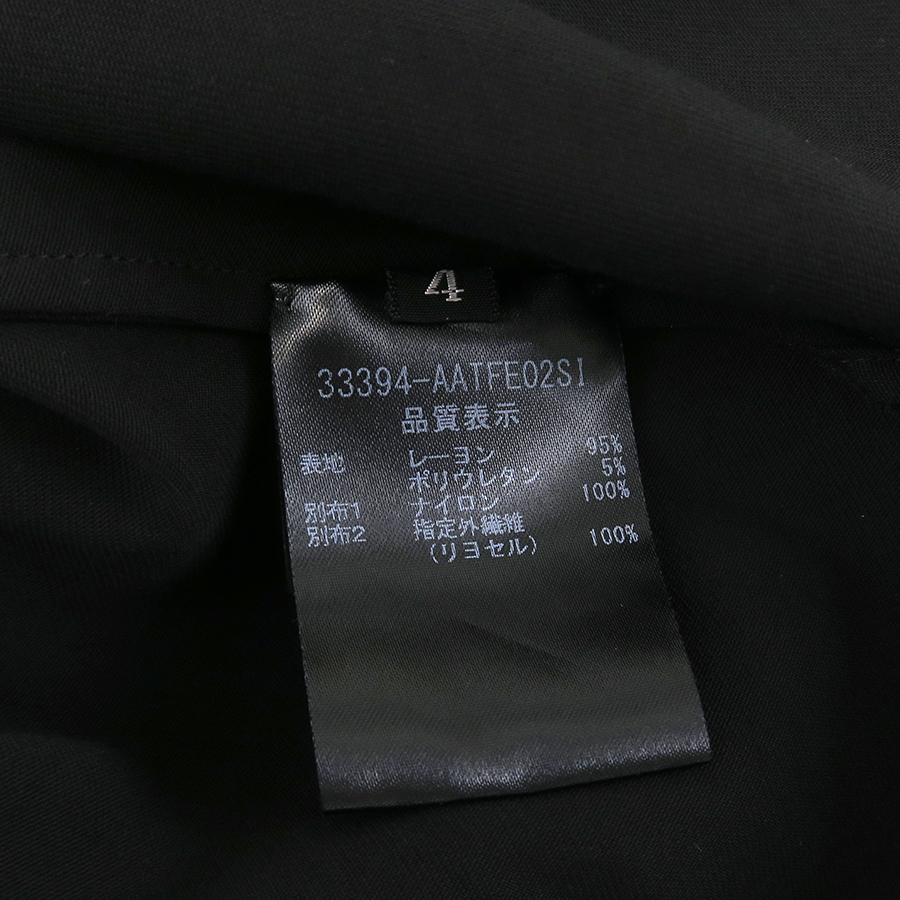 4
33394-AATFE02SI
品質表示
表地 レーヨン 95%
ポリウレタン 5%
別布1 ナイロン 100%
別布2 指定外繊維
(リヨセル) 100%